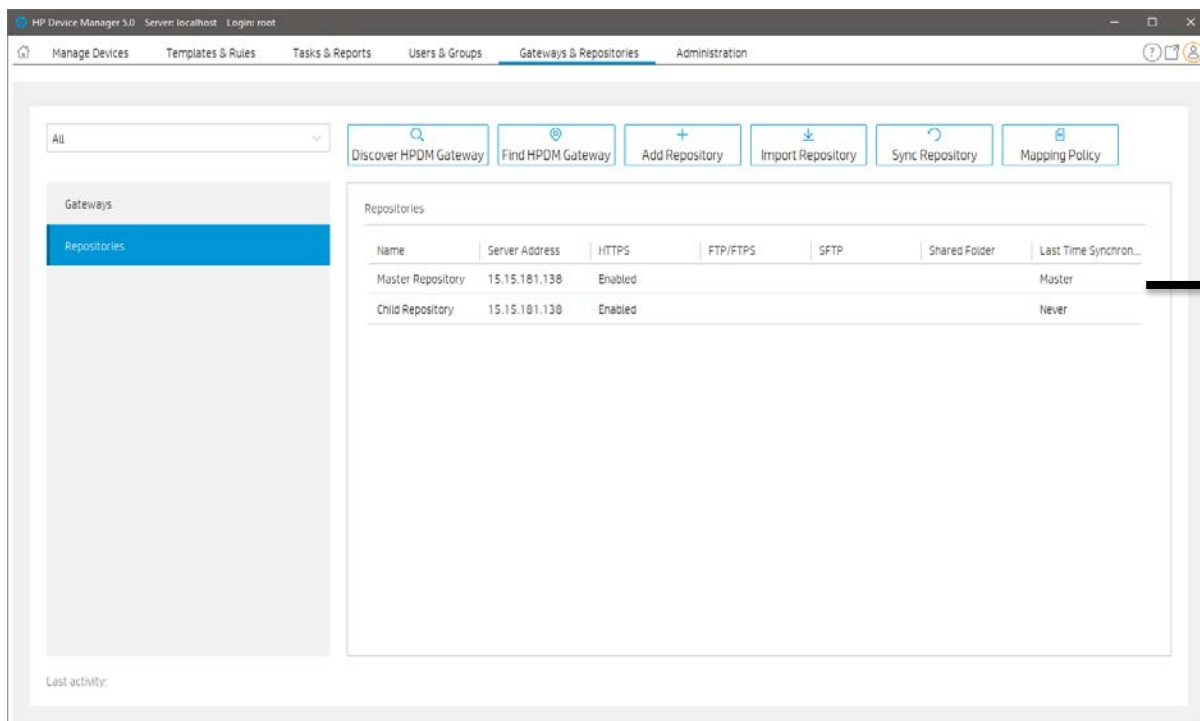 HP Device Manager 5.0 Server: localhost Login: root
Manage Devices Templates & Rules Tasks & Reports Users & Groups Gateways & Repositories Administration
All
Discover HPDM Gateway Find HPDM Gateway Add Repository Import Repository Sync Repository Mapping Policy
Gateways
Repositories
Repositories
Name Server Address HTTPS FTP/FTPS SFTP Shared Folder Last Time Synchron...
Master Repository 15.15.181.138 Enabled Master
Child Repository 15.15.181.138 Enabled Never
Last activity: